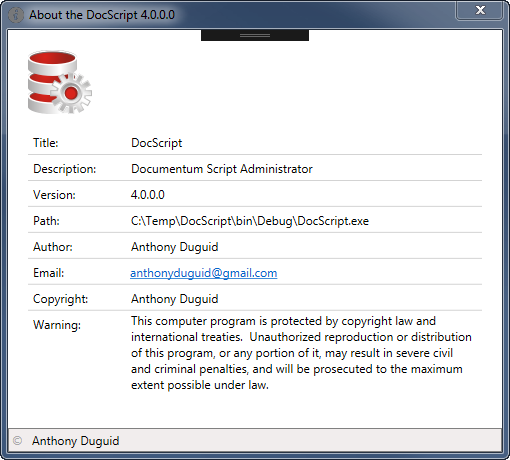 About the DocScript 4.0.0.0
Title: DocScript
Description: Documentum Script Administrator
Version: 4.0.0.0
Path: C:\Temp\DocScript\bin\Debug\DocScript.exe
Author: Anthony Duguid
Email: anthonyduguid@gmail.com
Copyright: Anthony Duguid
Warning: This computer program is protected by copyright law and
international treaties.  Unauthorized reproduction or distribution
of this program, or any portion of it, may result in severe civil
and criminal penalties, and will be prosecuted to the maximum
extent possible under law.
© Anthony Duguid